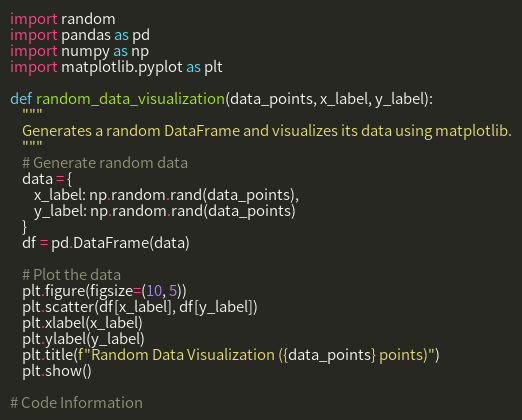 import random
import pandas as pd
import numpy as np
import matplotlib.pyplot as plt

def random_data_visualization(data_points, x_label, y_label):
    """
    Generates a random DataFrame and visualizes its data using matplotlib.
    """
    # Generate random data
    data = {
        x_label: np.random.rand(data_points),
        y_label: np.random.rand(data_points)
    }
    df = pd.DataFrame(data)

    # Plot the data
    plt.figure(figsize=(10, 5))
    plt.scatter(df[x_label], df[y_label])
    plt.xlabel(x_label)
    plt.ylabel(y_label)
    plt.title(f"Random Data Visualization ({data_points} points)")
    plt.show()

# Code Information